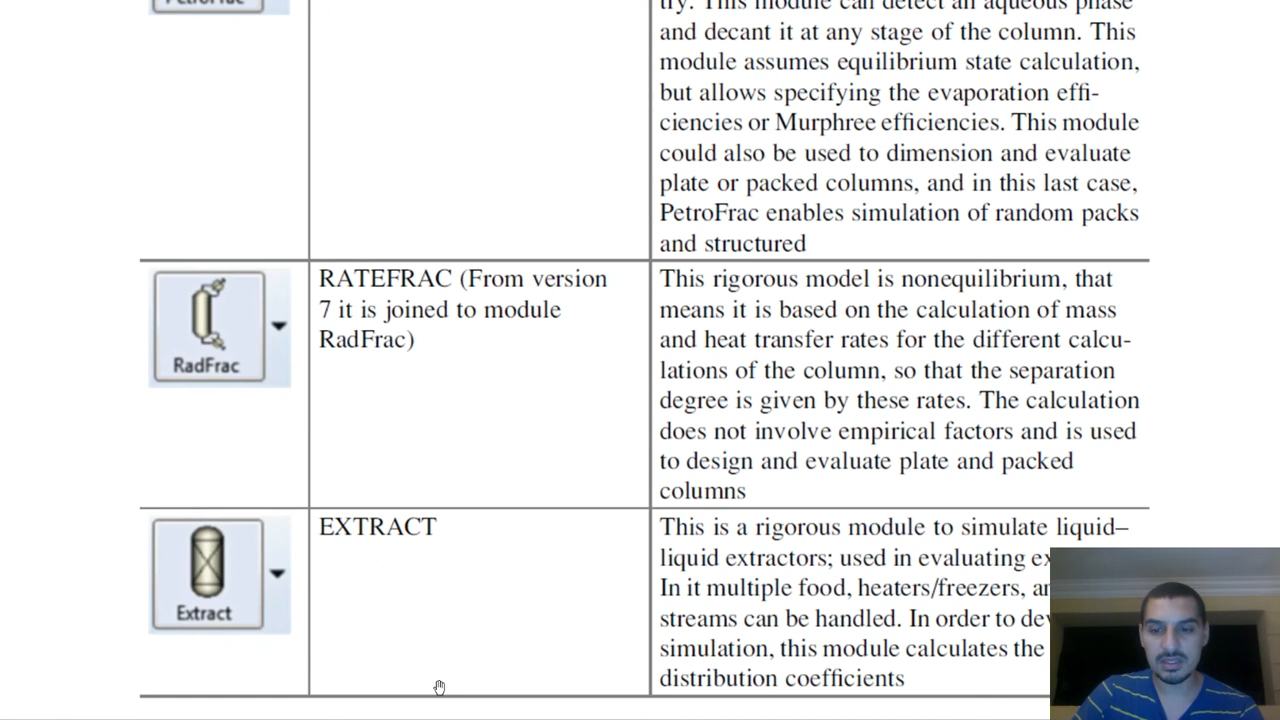 try. This module can detect an aqueous phase
and decant it at any stage of the column. This
module assumes equilibrium state calculation,
but allows specifying the evaporation effi-
ciencies or Murphree efficiencies. This module
could also be used to dimension and evaluate
plate or packed columns, and in this last case,
PetroFrac enables simulation of random packs
and structured
RadFrac
RATEFRAC (From version
7 it is joined to module
RadFrac)
This rigorous model is nonequilibrium, that
means it is based on the calculation of mass
and heat transfer rates for the different calcu-
lations of the column, so that the separation
degree is given by these rates. The calculation
does not involve empirical factors and is used
to design and evaluate plate and packed
columns
Extract
EXTRACT
This is a rigorous module to simulate liquid–
liquid extractors; used in evaluating
In it multiple food, heaters/freezers,
streams can be handled. In order to
simulation, this module calculates the
distribution coefficients